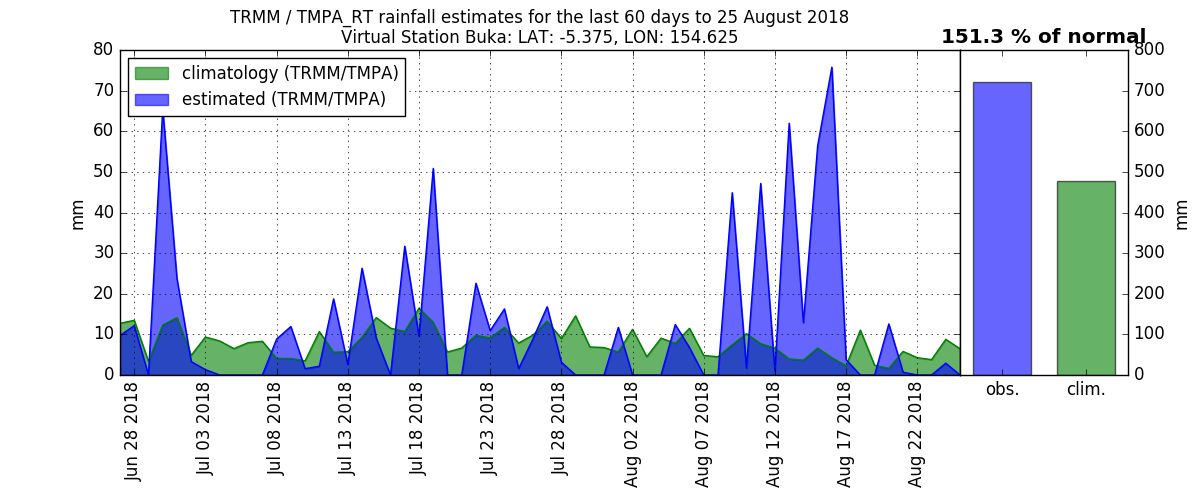 TRMM / TMPA_RT rainfall estimates for the last 60 days to 25 August 2018
Virtual Station Buka: LAT: -5.375, LON: 154.625
151.3 % of normal
climatology (TRMM/TMPA)
estimated (TRMM/TMPA)
80
70
60
50
40
30
20
10
0
mm
Jun 28 2018
Jul 03 2018
Jul 08 2018
Jul 13 2018
Jul 18 2018
Jul 23 2018
Jul 28 2018
Aug 02 2018
Aug 07 2018
Aug 12 2018
Aug 17 2018
Aug 22 2018
obs.
clim.
800
700
600
500
400
300
200
100
0
mm